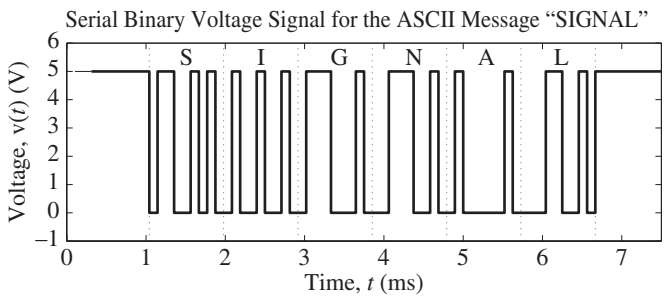 Serial Binary Voltage Signal for the ASCII Message “SIGNAL”
S I G N A L
6
5
4
3
2
1
0
−1
Voltage, v(t) (V)
0 1 2 3 4 5 6 7
Time, t (ms)